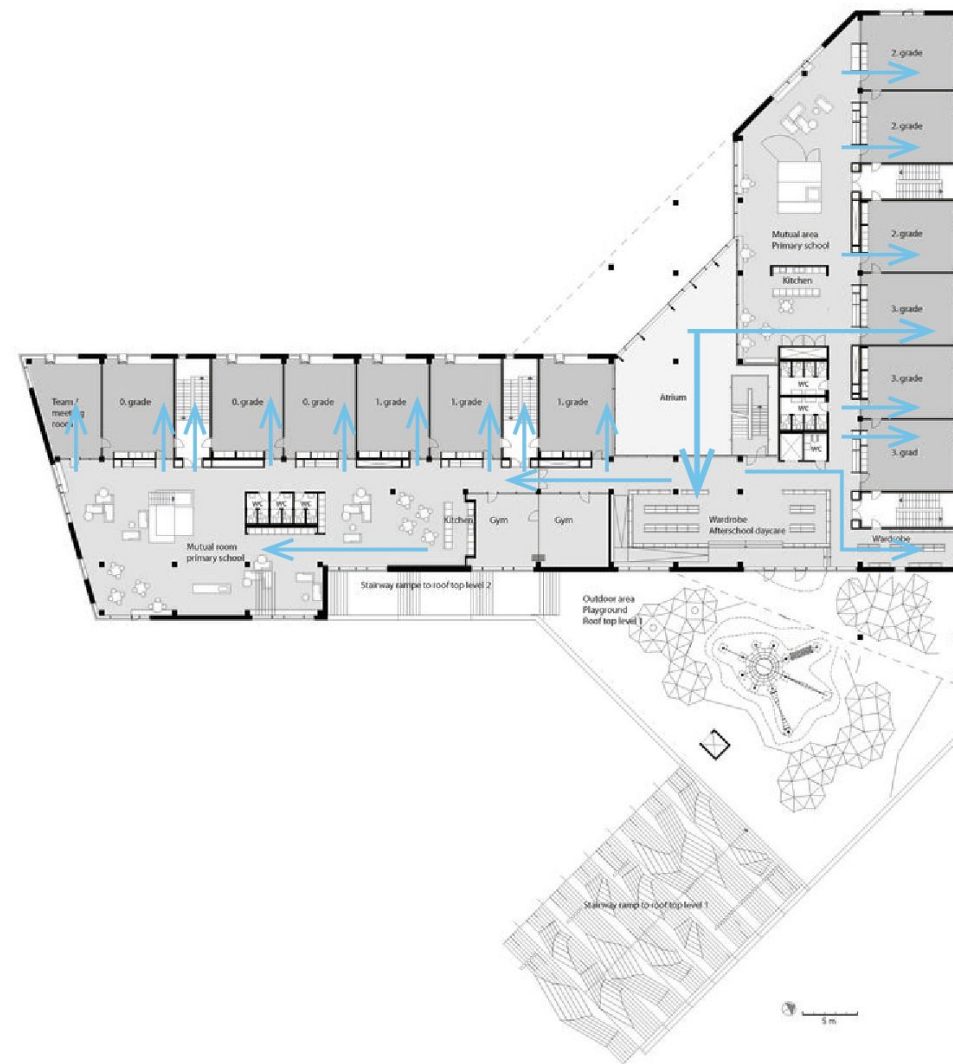 2. grade
2. grade
2. grade
Mutual area
Primary school
Kitchen
3. grade
3. grade
3. grad
WC
WC
WC
Atrium
Team /
meeting
room
0. grade
0. grade
0. grade
1. grade
1. grade
1. grade
WC
WC
WC
Mutual room
primary school
Kitchen
Gym
Gym
Wardrobe
Afterschool daycare
Wardrobe
Stairway rampe to roof top level 2
Outdoor area
Playground
Roof top level 1
Stairway ramp to roof top level 1
5 m